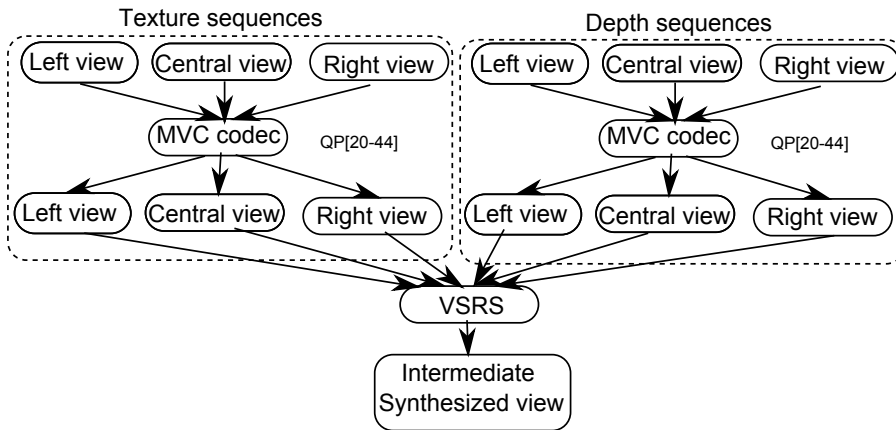 Texture sequences
Depth sequences
Left view
Central view
Right view
Left view
Central view
Right view
MVC codec
QP[20-44]
MVC codec
QP[20-44]
Left view
Central view
Right view
Left view
Central view
Right view
VSRS
Intermediate
Synthesized view